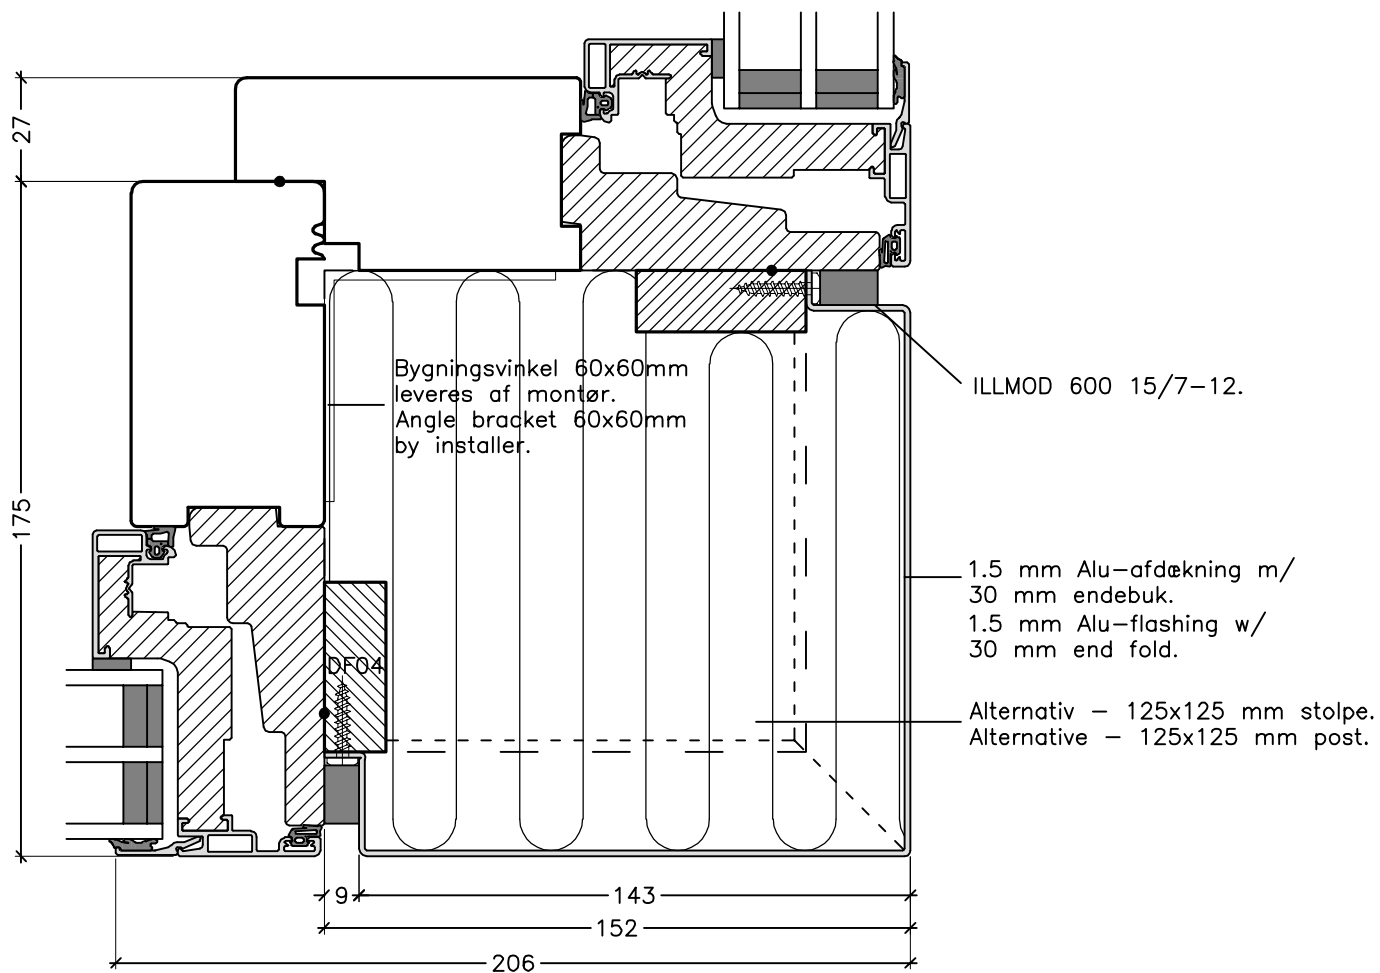 27
175
Bygningsvinkel 60x60mm
leveres af montør.
Angle bracket 60x60mm
by installer.
ILLMOD 600 15/7-12.
1.5 mm Alu-afdækning m/
30 mm endebuk.
1.5 mm Alu-flashing w/
30 mm end fold.
DF04
Alternativ - 125x125 mm stolpe.
Alternative - 125x125 mm post.
9
143
152
206